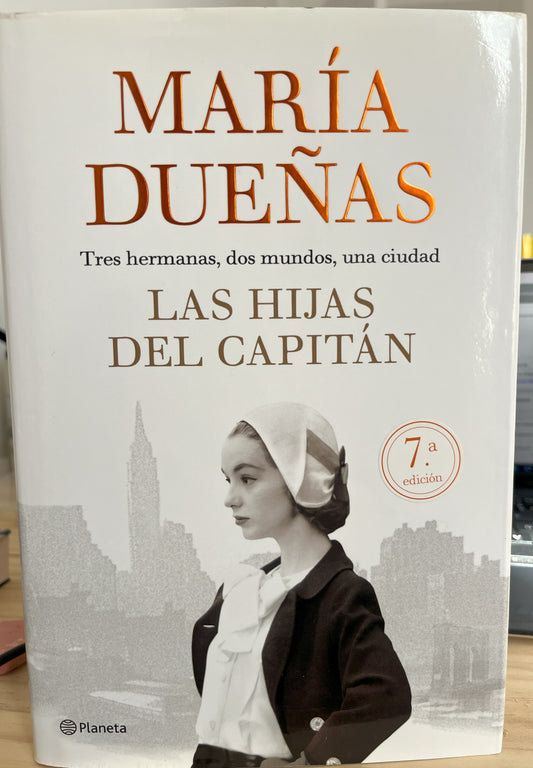 MARÍA
DUEÑAS
Tres hermanas, dos mundos, una ciudad
LAS HIJAS
DEL CAPITÁN
7.ª
edición
Planeta